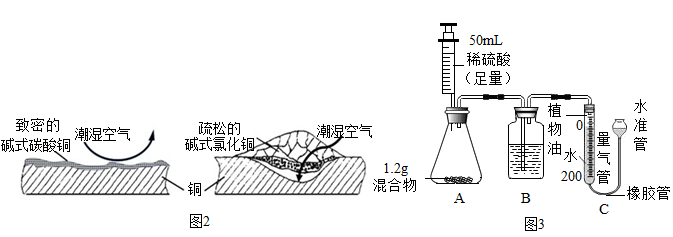 致密的
碱式碳酸铜
潮湿空气
铜
疏松的
碱式氯化铜
潮湿空气
图2
50mL
稀硫酸
（足量）
1.2g
混合物
A
B
植物油
0
水
200
量气管
水准管
橡胶管
C
图3